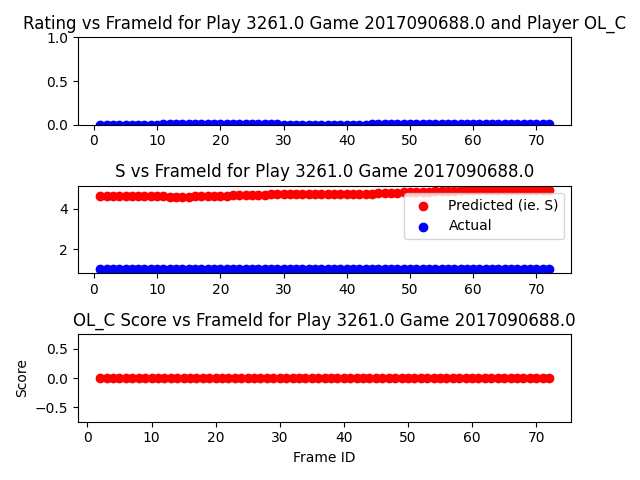 Rating vs FrameId for Play 3261.0 Game 2017090688.0 and Player OL_C
1.0
0.5
0.0
0 10 20 30 40 50 60 70
S vs FrameId for Play 3261.0 Game 2017090688.0
4
2
Predicted (ie. S)
Actual
0 10 20 30 40 50 60 70
OL_C Score vs FrameId for Play 3261.0 Game 2017090688.0
Score
0.5
0.0
−0.5
0 10 20 30 40 50 60 70
Frame ID